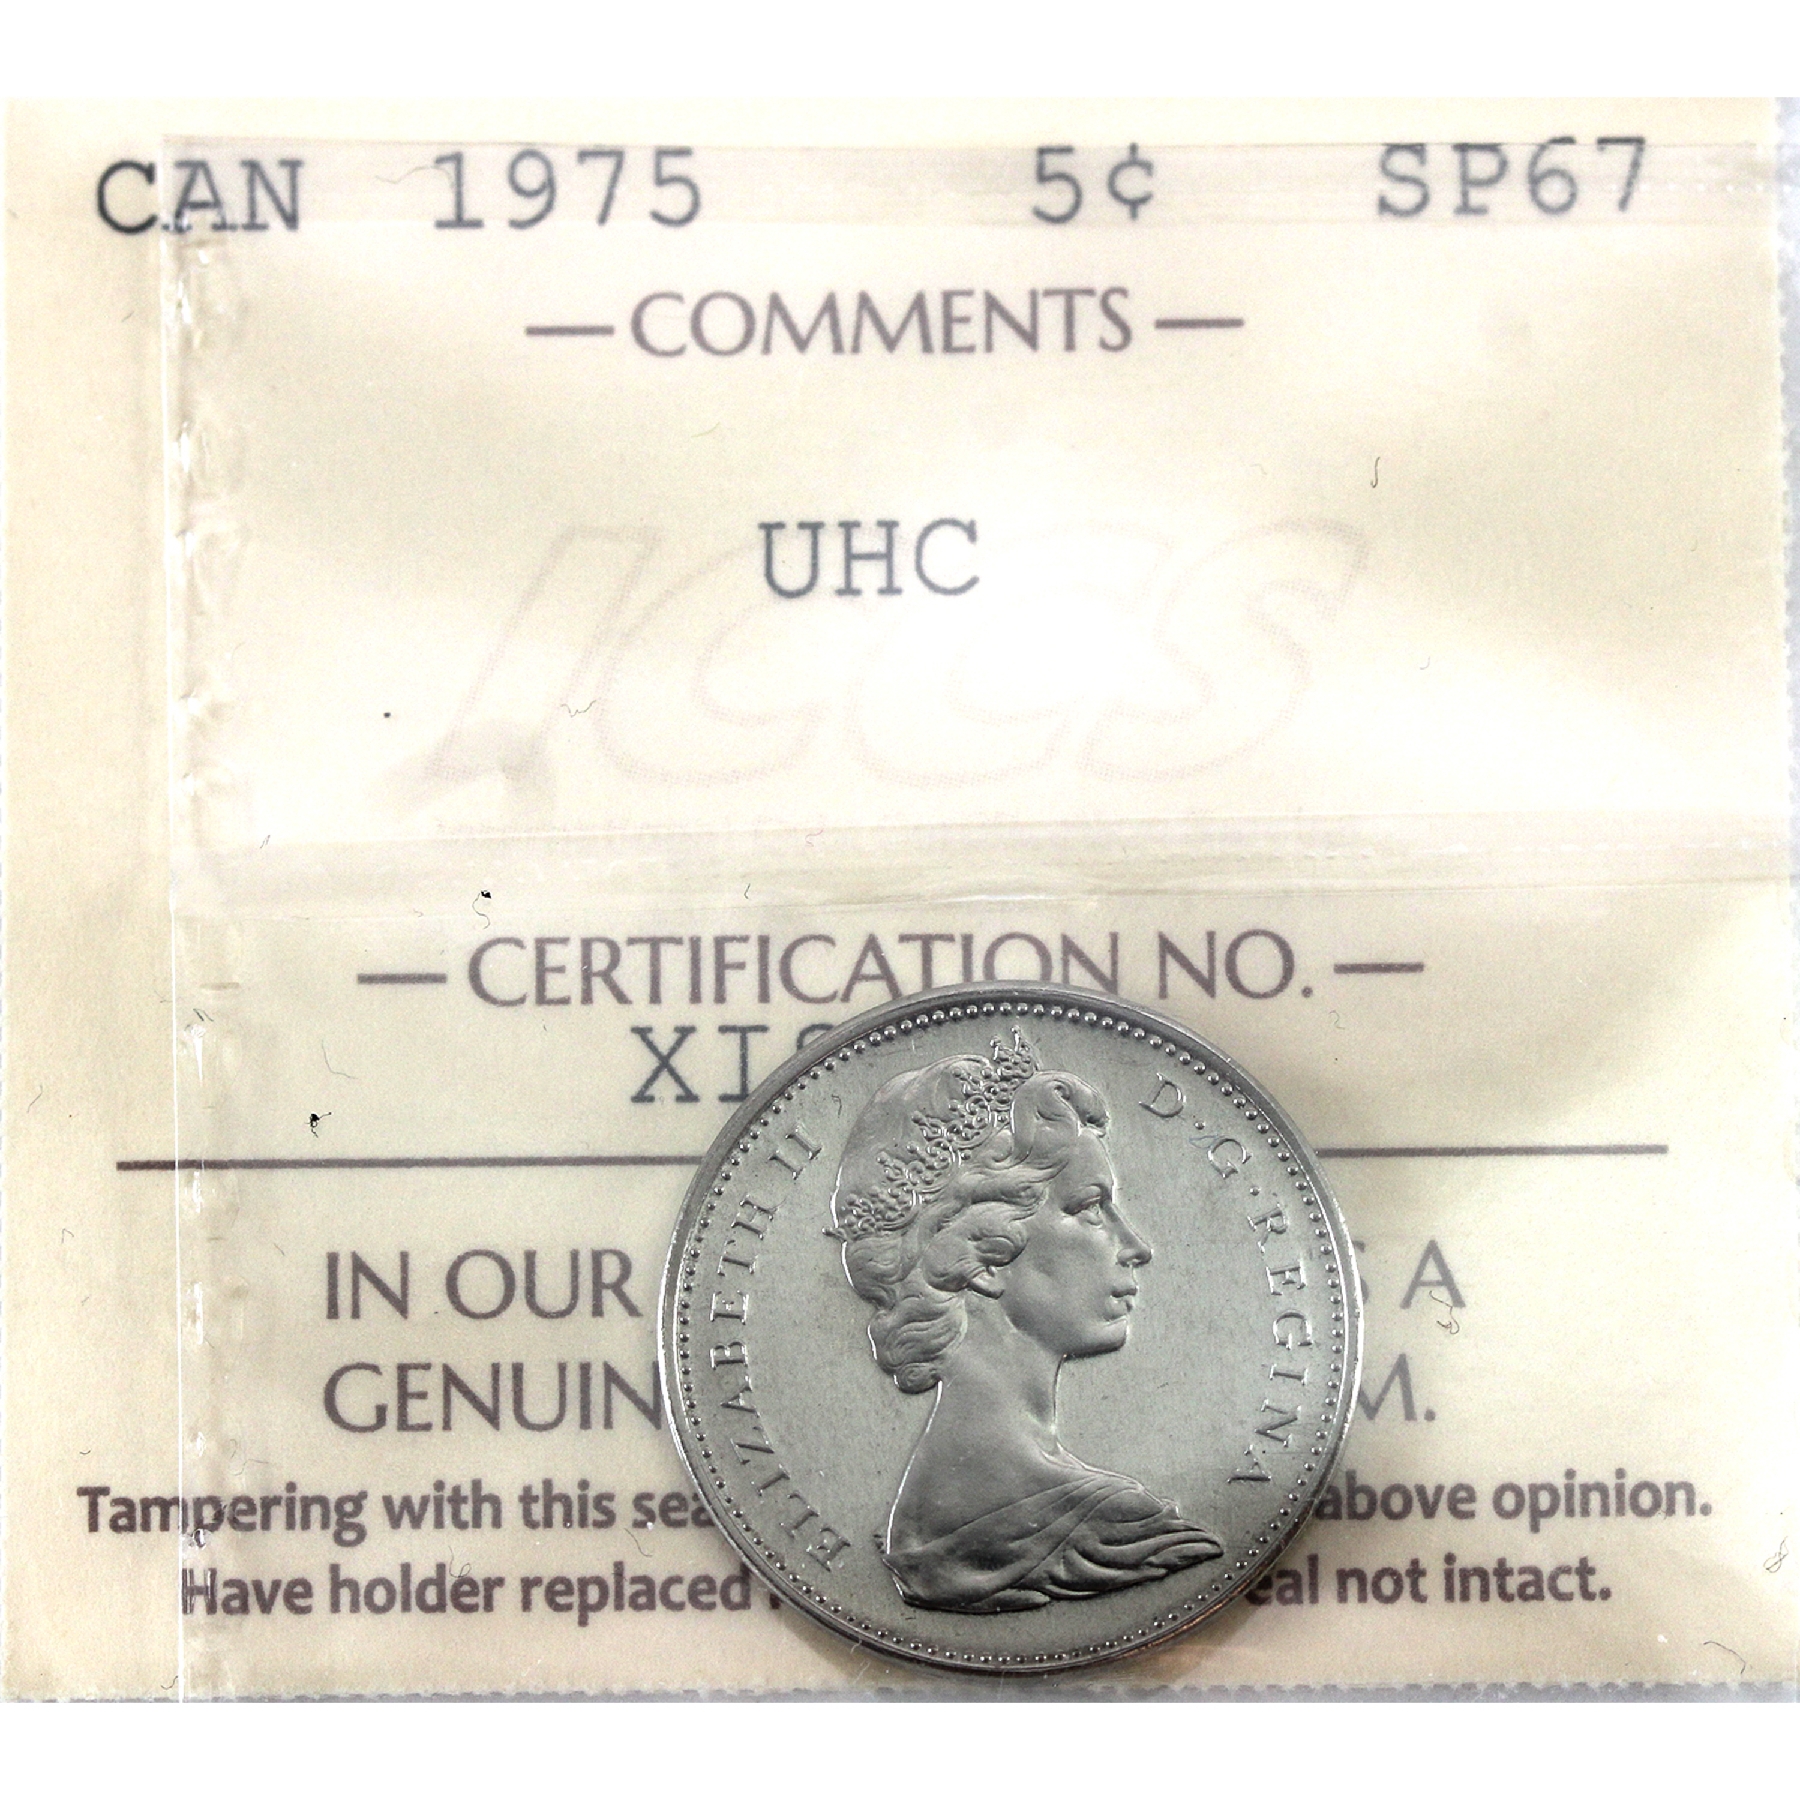 CAN 1975 5¢ SP67
— COMMENTS —
UHC
ICCS
— CERTIFICATION NO. —
XI
IN OUR A
GENUIN M.
Tampering with this sea above opinion.
Have holder replaced eal not intact.
ELIZABETH II D·G·REGINA